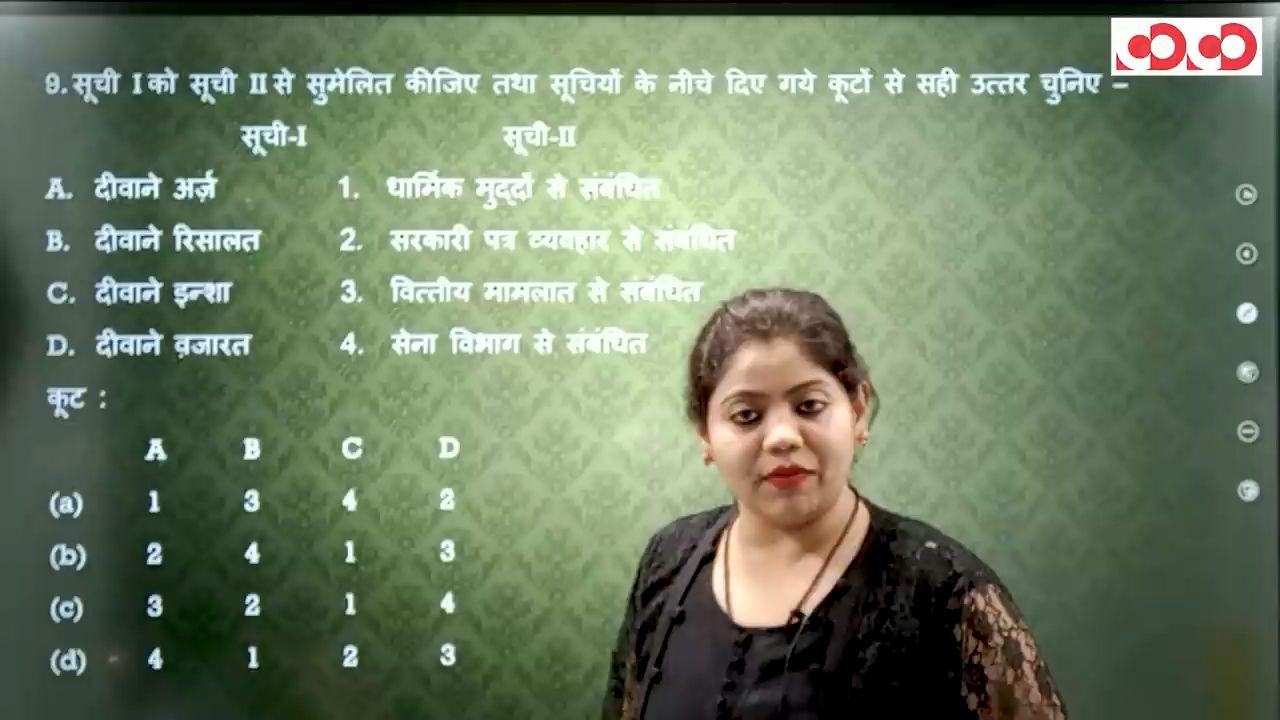 9. सूची I को सूची II से सुमेलित कीजिए तथा सूचियों के नीचे दिए गये कूटों से सही उत्तर चुनिए –
सूची-I सूची-II
A. दीवाने अर्ज़ 1. धार्मिक मुद्दों से संबंधित
B. दीवाने रिसालत 2. सरकारी पत्र व्यवहार से संबंधित
C. दीवाने इन्शा 3. वित्तीय मामलात से संबंधित
D. दीवाने व़जारत 4. सेना विभाग से संबंधित
कूट :
A B C D
(a) 1 3 4 2
(b) 2 4 1 3
(c) 3 2 1 4
(d) 4 1 2 3